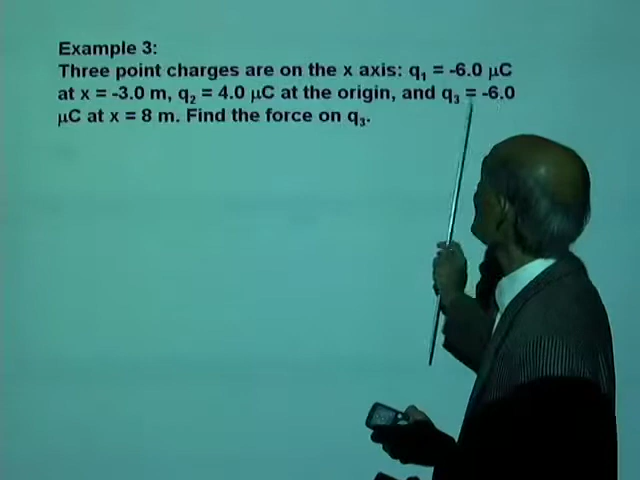 Example 3:
Three point charges are on the x axis: q₁ = -6.0 μC
at x = -3.0 m, q₂ = 4.0 μC at the origin, and q₃ = -6.0
μC at x = 8 m. Find the force on q₃.